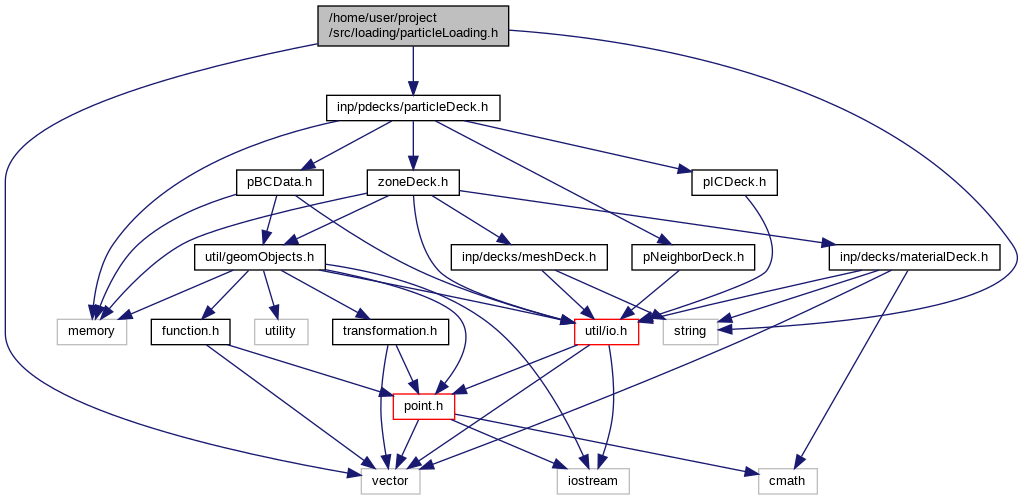 /home/user/project
/src/loading/particleLoading.h
inp/pdecks/particleDeck.h
pBCData.h
zoneDeck.h
pICDeck.h
util/geomObjects.h
inp/decks/meshDeck.h
pNeighborDeck.h
inp/decks/materialDeck.h
memory
function.h
utility
transformation.h
util/io.h
string
point.h
vector
iostream
cmath